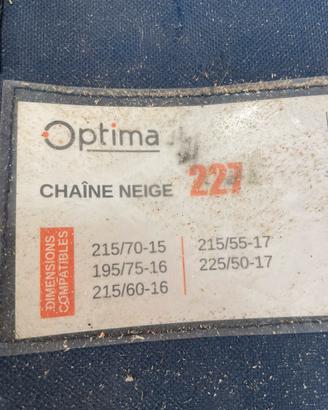 Optima
CHAÎNE NEIGE 227
DIMENSIONS
COMPATIBLES
215/70-15
195/75-16
215/60-16
215/55-17
225/50-17